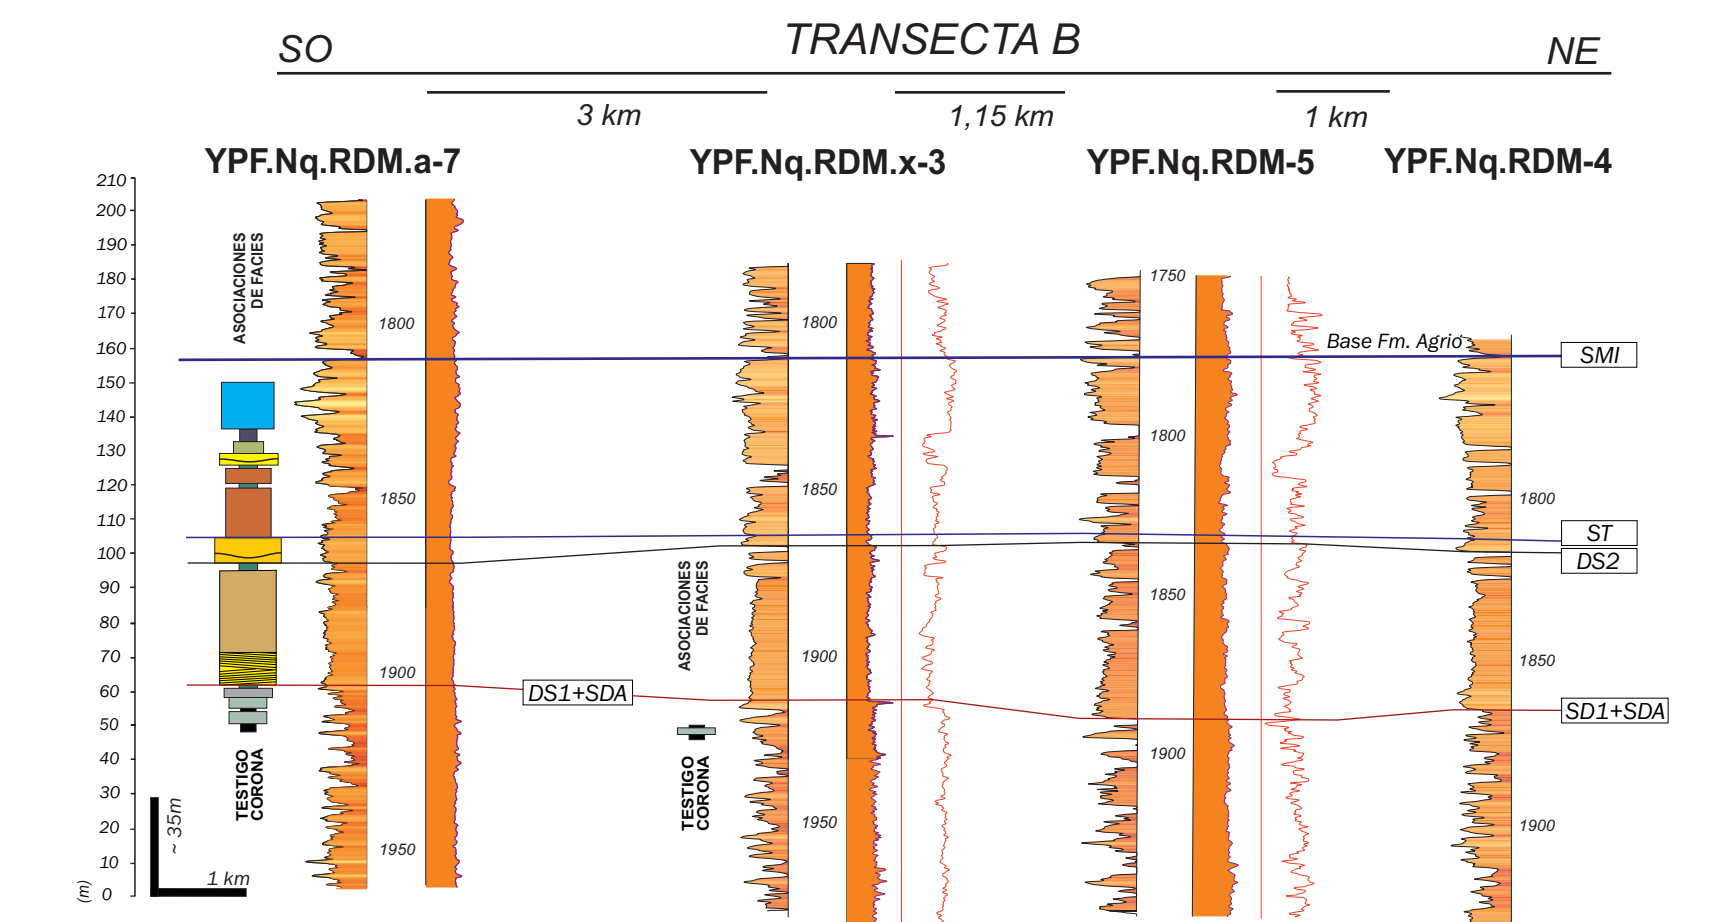 TRANSECTA B
SO
NE
3 km
1,15 km
1 km
YPF.Nq.RDM.a-7
YPF.Nq.RDM.x-3
YPF.Nq.RDM-5
YPF.Nq.RDM-4
210
200
190
180
170
160
150
140
130
120
110
100
90
80
70
60
50
40
30
20
10
0
(m)
ASOCIACIONES
DE FACIES
TESTIGO
CORONA
~ 35m
1 km
1800
1850
1900
1950
DS1+SDA
ASOCIACIONES
DE FACIES
TESTIGO
CORONA
1800
1850
1900
1950
1750
1800
1850
1900
Base Fm. Agrio
1800
1850
1900
SMI
ST
DS2
SD1+SDA